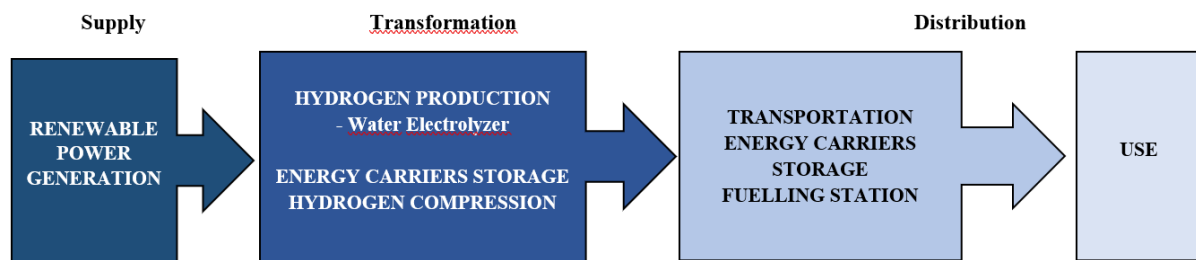 Supply
Transformation
Distribution
RENEWABLE
POWER
GENERATION
HYDROGEN PRODUCTION
- Water Electrolyzer
ENERGY CARRIERS STORAGE
HYDROGEN COMPRESSION
TRANSPORTATION
ENERGY CARRIERS
STORAGE
FUELLING STATION
USE